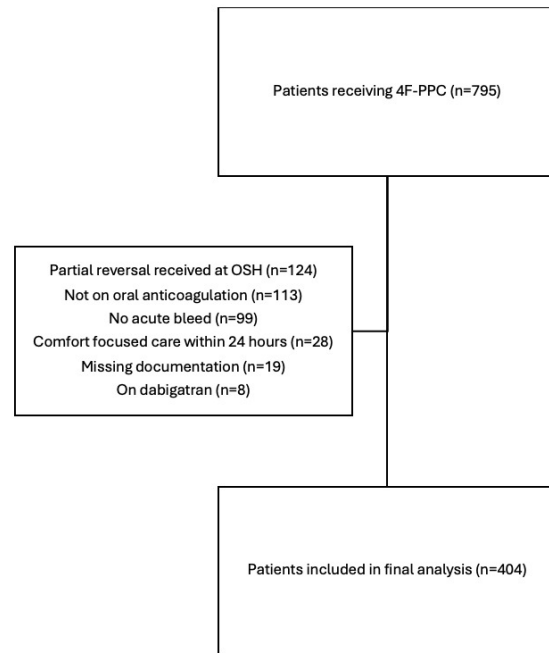 Patients receiving 4F-PPC (n=795)
Partial reversal received at OSH (n=124)
Not on oral anticoagulation (n=113)
No acute bleed (n=99)
Comfort focused care within 24 hours (n=28)
Missing documentation (n=19)
On dabigatran (n=8)
Patients included in final analysis (n=404)